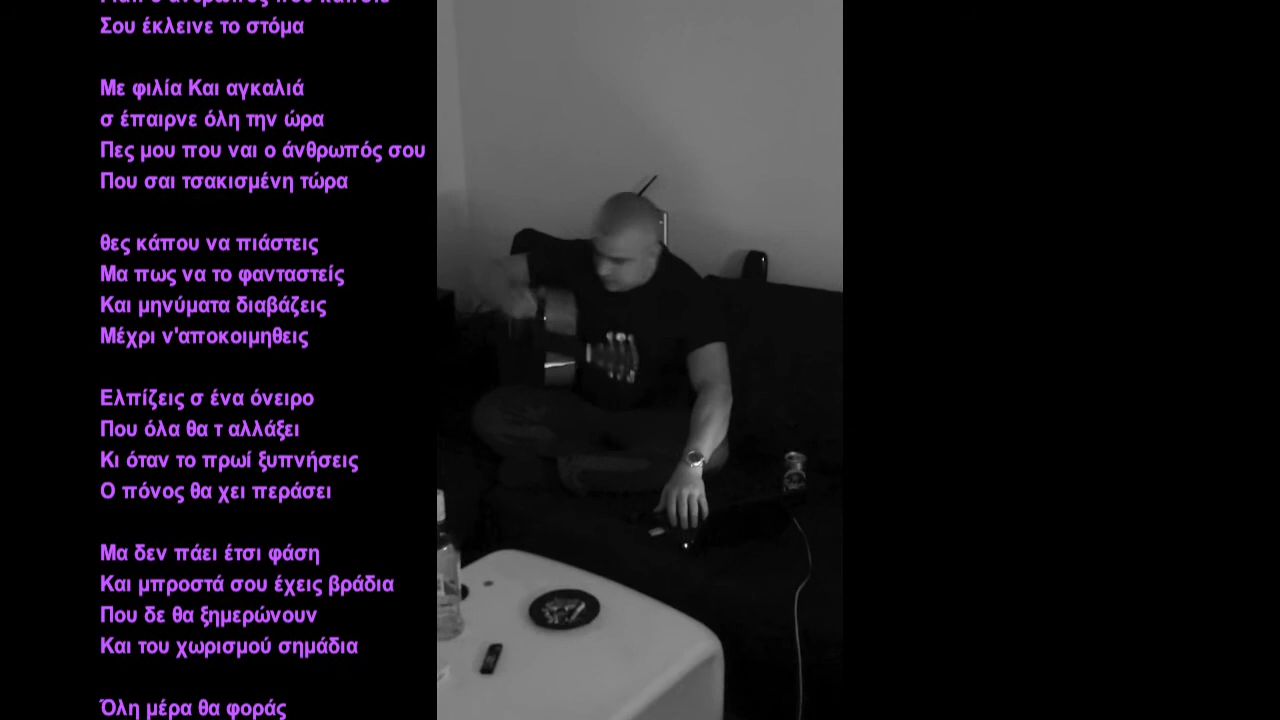 Σου έκλεινε το στόμα
Με φιλία Και αγκαλιά
σ έπαιρνε όλη την ώρα
Πες μου που ναι ο άνθρωπός σου
Που σαι τσακισμένη τώρα
θες κάπου να πιάστεις
Μα πως να το φανταστείς
Και μηνύματα διαβάζεις
Μέχρι ν'αποκοιμηθεις
Ελπίζεις σ ένα όνειρο
Που όλα θα τ αλλάξει
Κι όταν το πρωί ξυπνήσεις
Ο πόνος θα χει περάσει
Μα δεν πάει έτσι φάση
Και μπροστά σου έχεις βράδια
Που δε θα ξημερώνουν
Και του χωρισμού σημάδια
Όλη μέρα θα φοράς